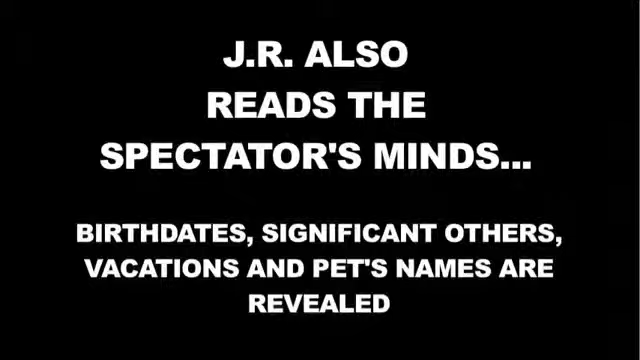 J.R. ALSO
READS THE
SPECTATOR'S MINDS...
BIRTHDATES, SIGNIFICANT OTHERS,
VACATIONS AND PET'S NAMES ARE
REVEALED